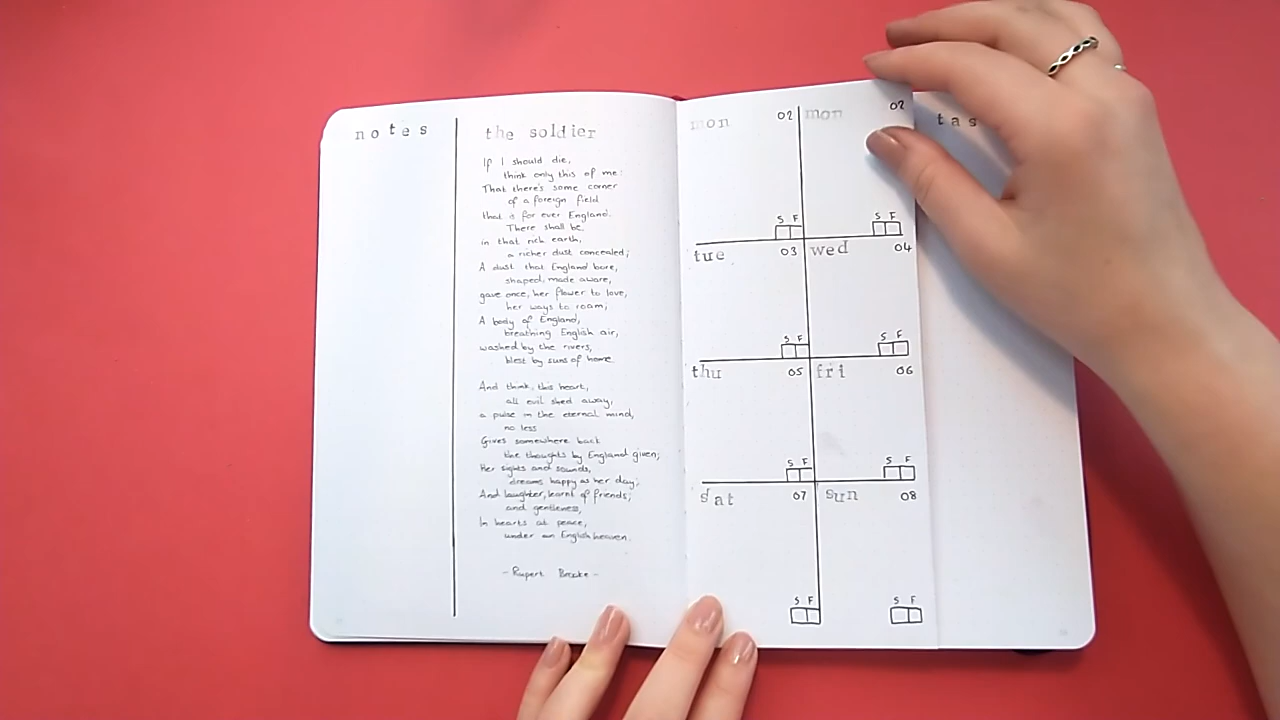 notes
the soldier
If I should die,
think only this of me:
That there's some corner
of a foreign field
that is for ever England.
There shall be
in that rich earth,
a richer dust concealed;
A dust that England bore,
shaped, made aware,
gave once, her flower to love,
her ways to roam;
A body of England,
breathing English air,
washed by the rivers,
blest by suns of home.
And think, this heart,
all evil shed away,
a pulse in the eternal mind,
no less
Gives somewhere back
the thoughts by England given;
Her sights and sounds,
dreams happy as her day;
And laughter, learnt of friends;
and gentleness,
In hearts at peace,
under an English heaven.
- Rupert Brooke -
mon 02 mon 02
S F S F
tue 03 wed 04
S F S F
thu 05 fri 06
S F S F
sat 07 sun 08
S F S F
tas